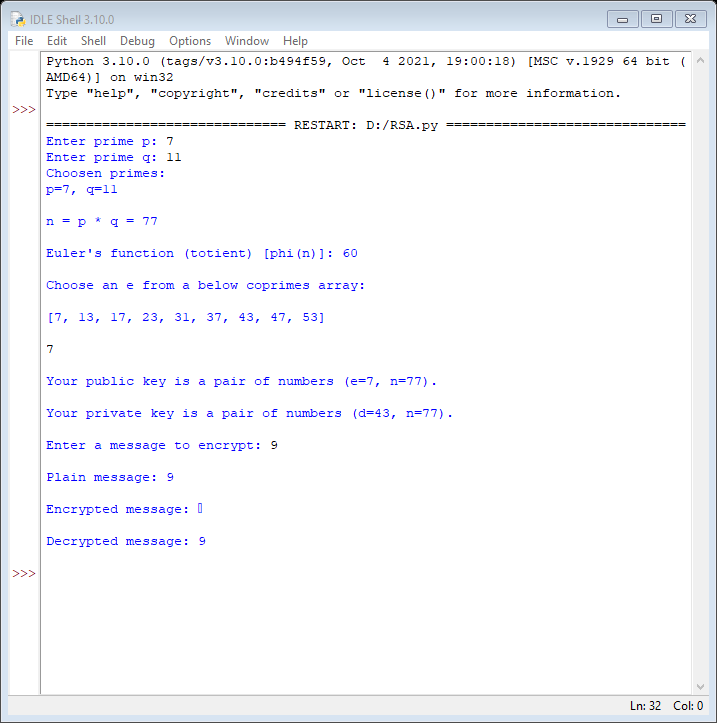 IDLE Shell 3.10.0
File Edit Shell Debug Options Window Help
Python 3.10.0 (tags/v3.10.0:b494f59, Oct  4 2021, 19:00:18) [MSC v.1929 64 bit (
AMD64)] on win32
Type "help", "copyright", "credits" or "license()" for more information.
>>>
============================== RESTART: D:/RSA.py ==============================
Enter prime p: 7
Enter prime q: 11
Choosen primes:
p=7, q=11
n = p * q = 77
Euler's function (totient) [phi(n)]: 60
Choose an e from a below coprimes array:
[7, 13, 17, 23, 31, 37, 43, 47, 53]
7
Your public key is a pair of numbers (e=7, n=77).
Your private key is a pair of numbers (d=43, n=77).
Enter a message to encrypt: 9
Plain message: 9
Encrypted message: 
Decrypted message: 9
>>>
Ln: 32 Col: 0